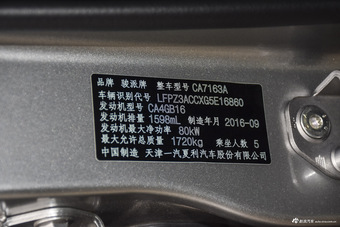 品牌 骏派牌 整车型号 CA7163A
车辆识别代号 LFPZ3ACCXG5E16860
发动机型号 CA4GB16
发动机排量 1598mL 制造年月 2016-09
发动机最大净功率 80kW
最大允许总质量 1720kg 乘坐人数 5
中国制造 天津一汽夏利汽车股份有限公司